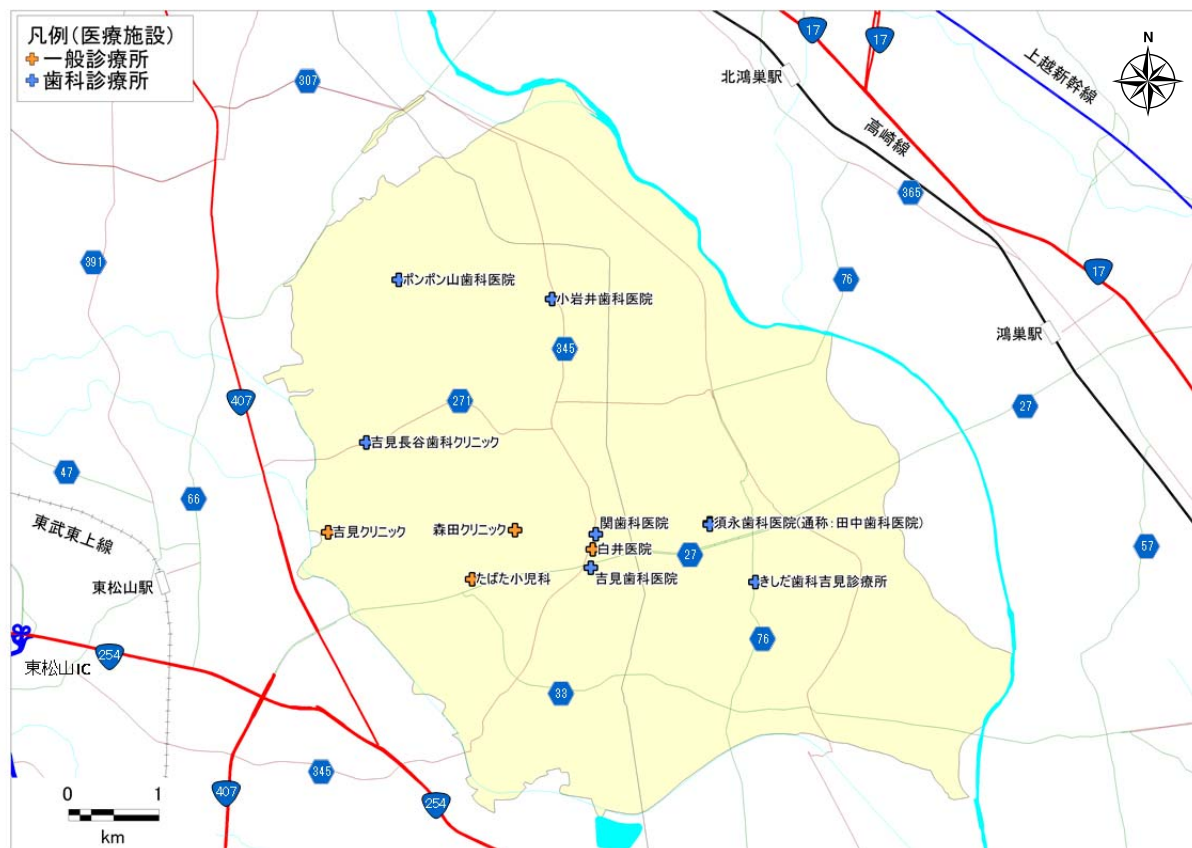 凡例(医療施設)
一般診療所
歯科診療所
N
17
17
307
北鴻巣駅
上越新幹線
高崎線
365
391
ポンポン山歯科医院
小岩井歯科医院
76
17
鴻巣駅
345
407
271
27
吉見長谷歯科クリニック
47
66
東武東上線
吉見クリニック
森田クリニック
関歯科医院
須永歯科医院(通称:田中歯科医院)
白井医院
27
57
東松山駅
たばた小児科
吉見歯科医院
きしだ歯科吉見診療所
76
254
東松山IC
33
345
407
254
0 1
km